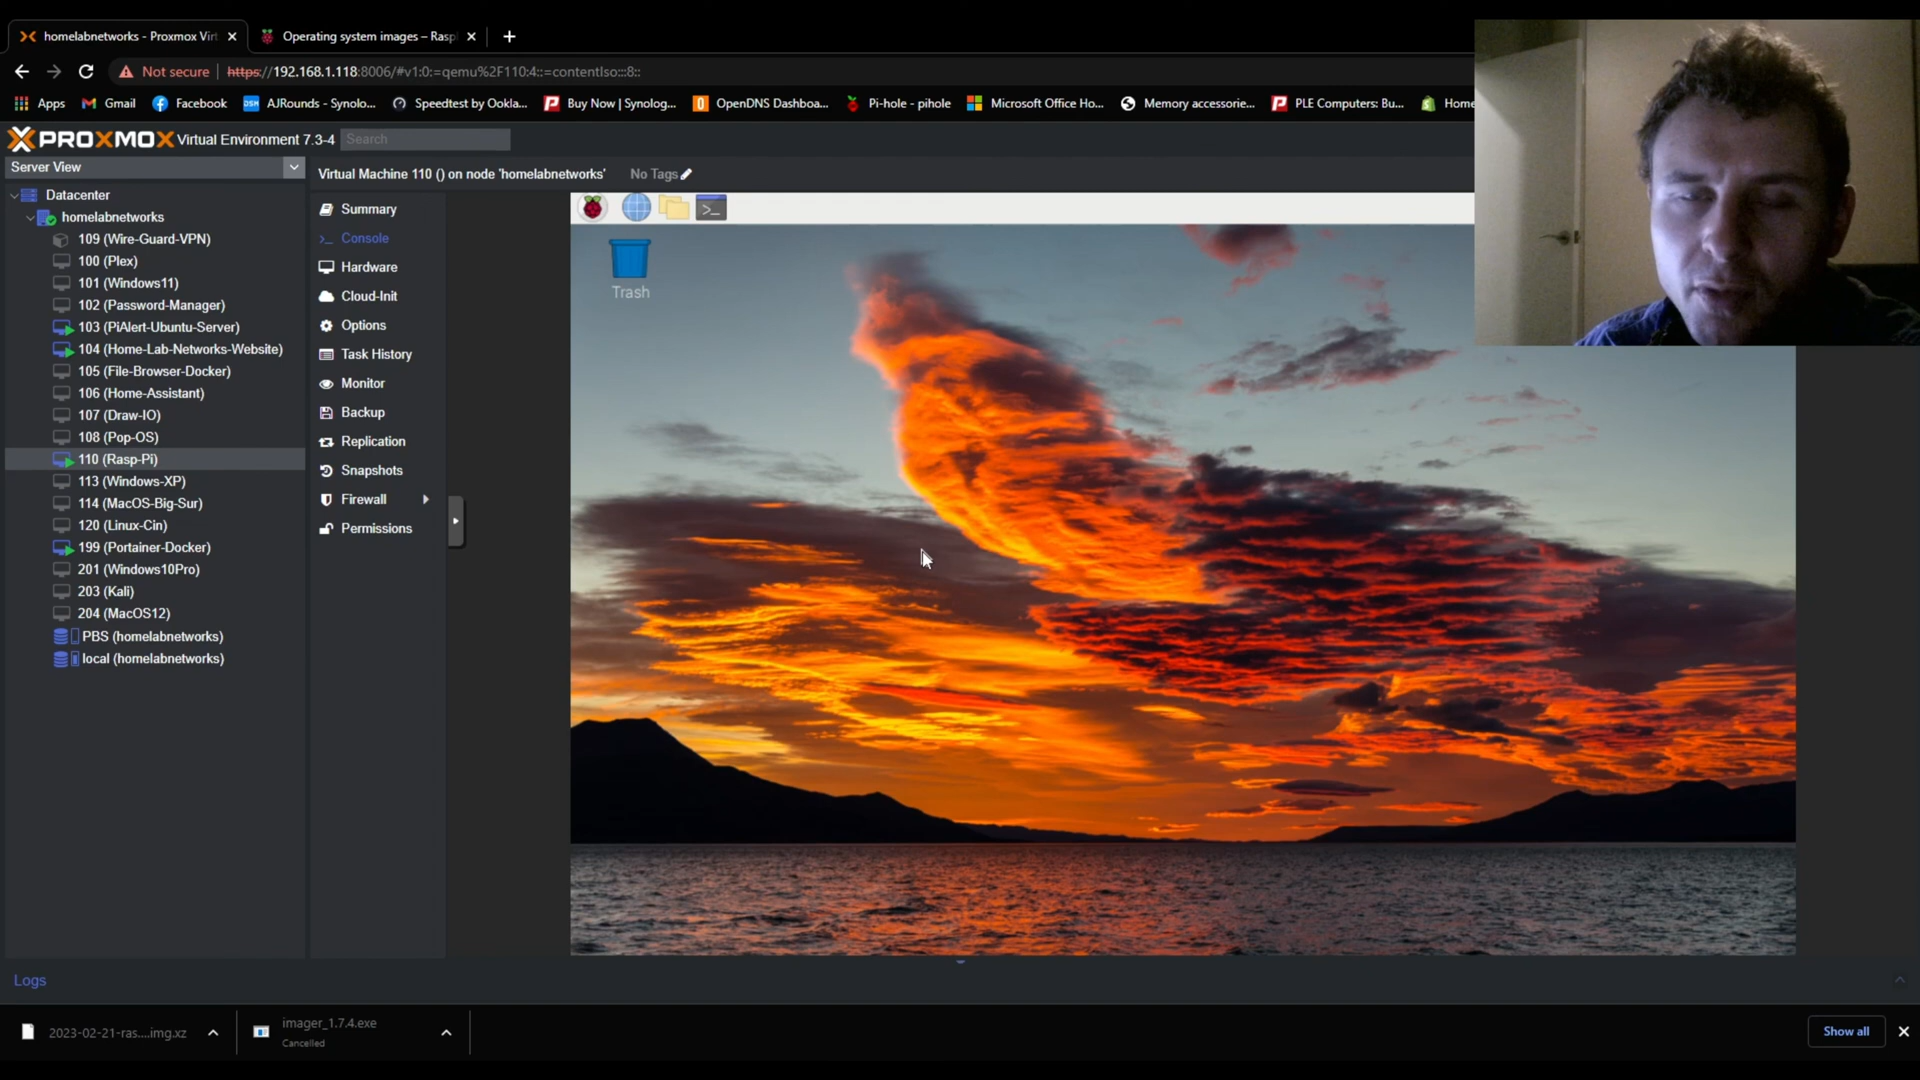 homelabnetworks - Proxmox Virt
Operating system images – Rasp
Not secure https://192.168.1.118:8006/#v1:0:=qemu%2F110:4::=contentIso:::8::
Apps Gmail Facebook AJRounds - Synolo... Speedtest by Ookla... Buy Now | Synolog... OpenDNS Dashboa... Pi-hole - pihole Microsoft Office Ho... Memory accessorie... PLE Computers: Bu... Home
PROXMOX Virtual Environment 7.3-4 Search
Server View
Virtual Machine 110 () on node 'homelabnetworks' No Tags
Datacenter
homelabnetworks
109 (Wire-Guard-VPN)
100 (Plex)
101 (Windows11)
102 (Password-Manager)
103 (PiAlert-Ubuntu-Server)
104 (Home-Lab-Networks-Website)
105 (File-Browser-Docker)
106 (Home-Assistant)
107 (Draw-IO)
108 (Pop-OS)
110 (Rasp-Pi)
113 (Windows-XP)
114 (MacOS-Big-Sur)
120 (Linux-Cin)
199 (Portainer-Docker)
201 (Windows10Pro)
203 (Kali)
204 (MacOS12)
PBS (homelabnetworks)
local (homelabnetworks)
Summary
Console
Hardware
Cloud-Init
Options
Task History
Monitor
Backup
Replication
Snapshots
Firewall
Permissions
Trash
Logs
2023-02-21-ras....img.xz
imager_1.7.4.exe
Cancelled
Show all